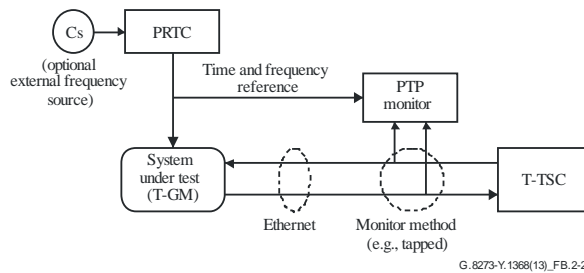 Cs
PRTC
(optional
external frequency
source)
Time and frequency
reference
PTP
monitor
System
under test
(T-GM)
T-TSC
Ethernet
Monitor method
(e.g., tapped)
G.8273-Y.1368(13)_FB.2-2